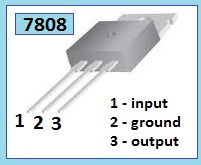 7808
1 2 3
1 - input
2 - ground
3 - output